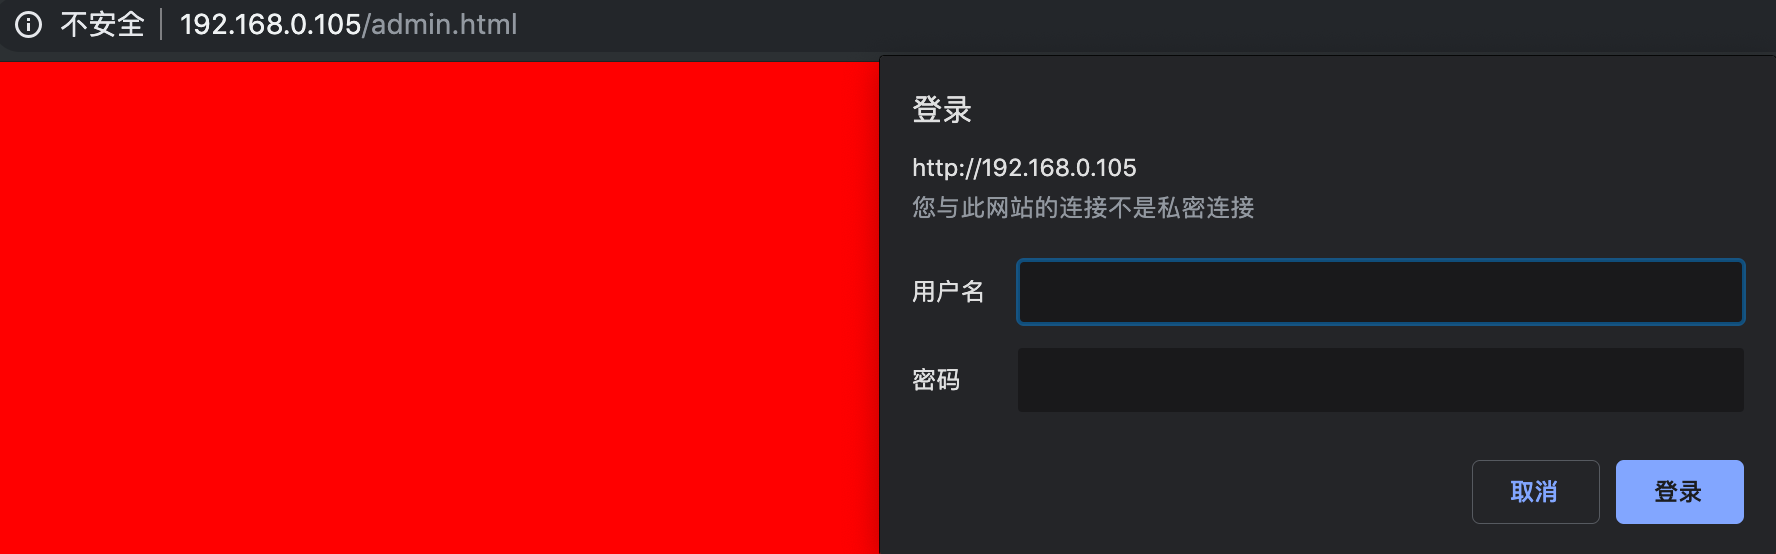 不安全 192.168.0.105/admin.html
登录
http://192.168.0.105
您与此网站的连接不是私密连接
用户名
密码
取消 登录